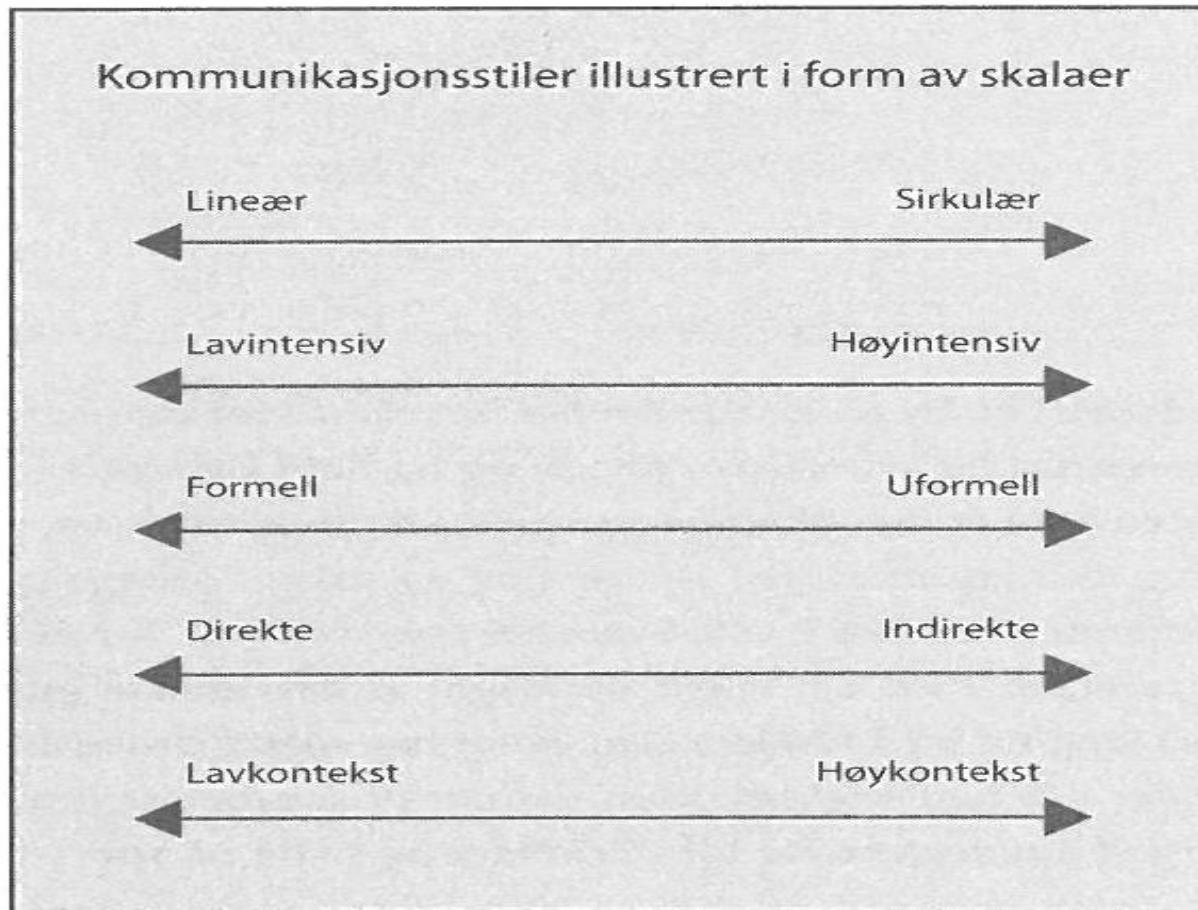 Kommunikasjonsstiler illustrert i form av skalaer
Lineær Sirkulær
Lavintensiv Høyintensiv
Formell Uformell
Direkte Indirekte
Lavkontekst Høykontekst